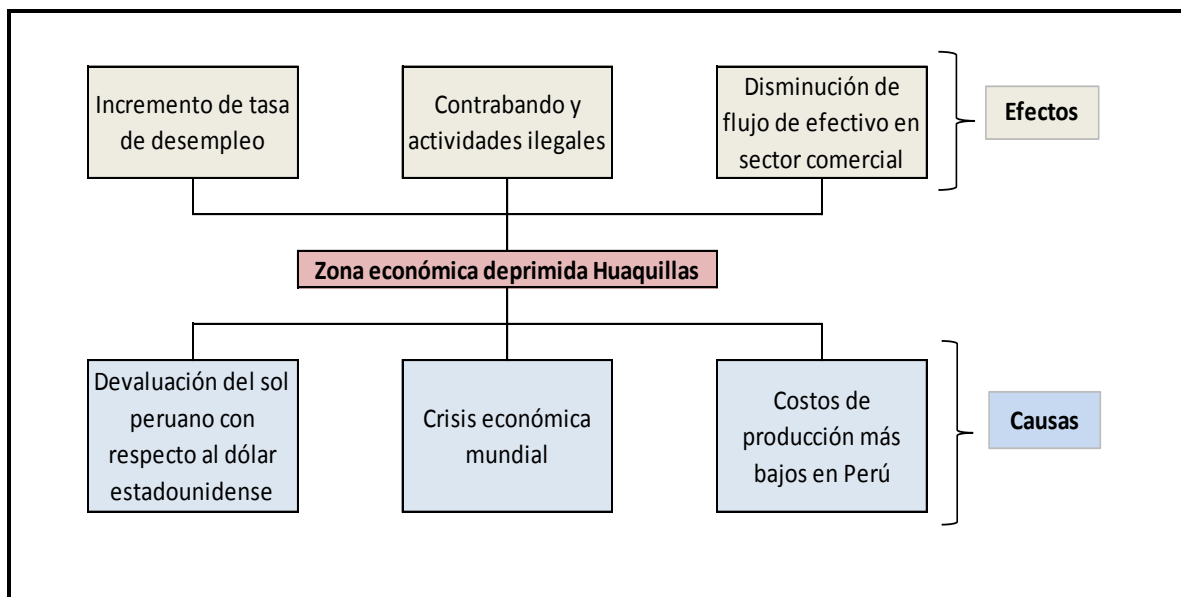 Incremento de tasa
de desempleo
Contrabando y
actividades ilegales
Disminución de
flujo de efectivo en
sector comercial
Efectos
Zona económica deprimida Huaquillas
Devaluación del sol
peruano con
respecto al dólar
estadounidense
Crisis económica
mundial
Costos de
producción más
bajos en Perú
Causas